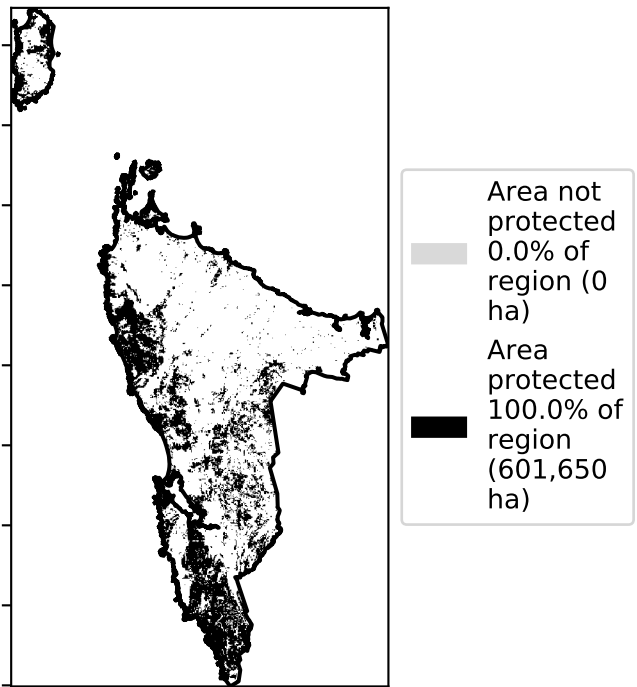 Area not
protected
0.0% of
region (0
ha)
Area
protected
100.0% of
region
(601,650
ha)